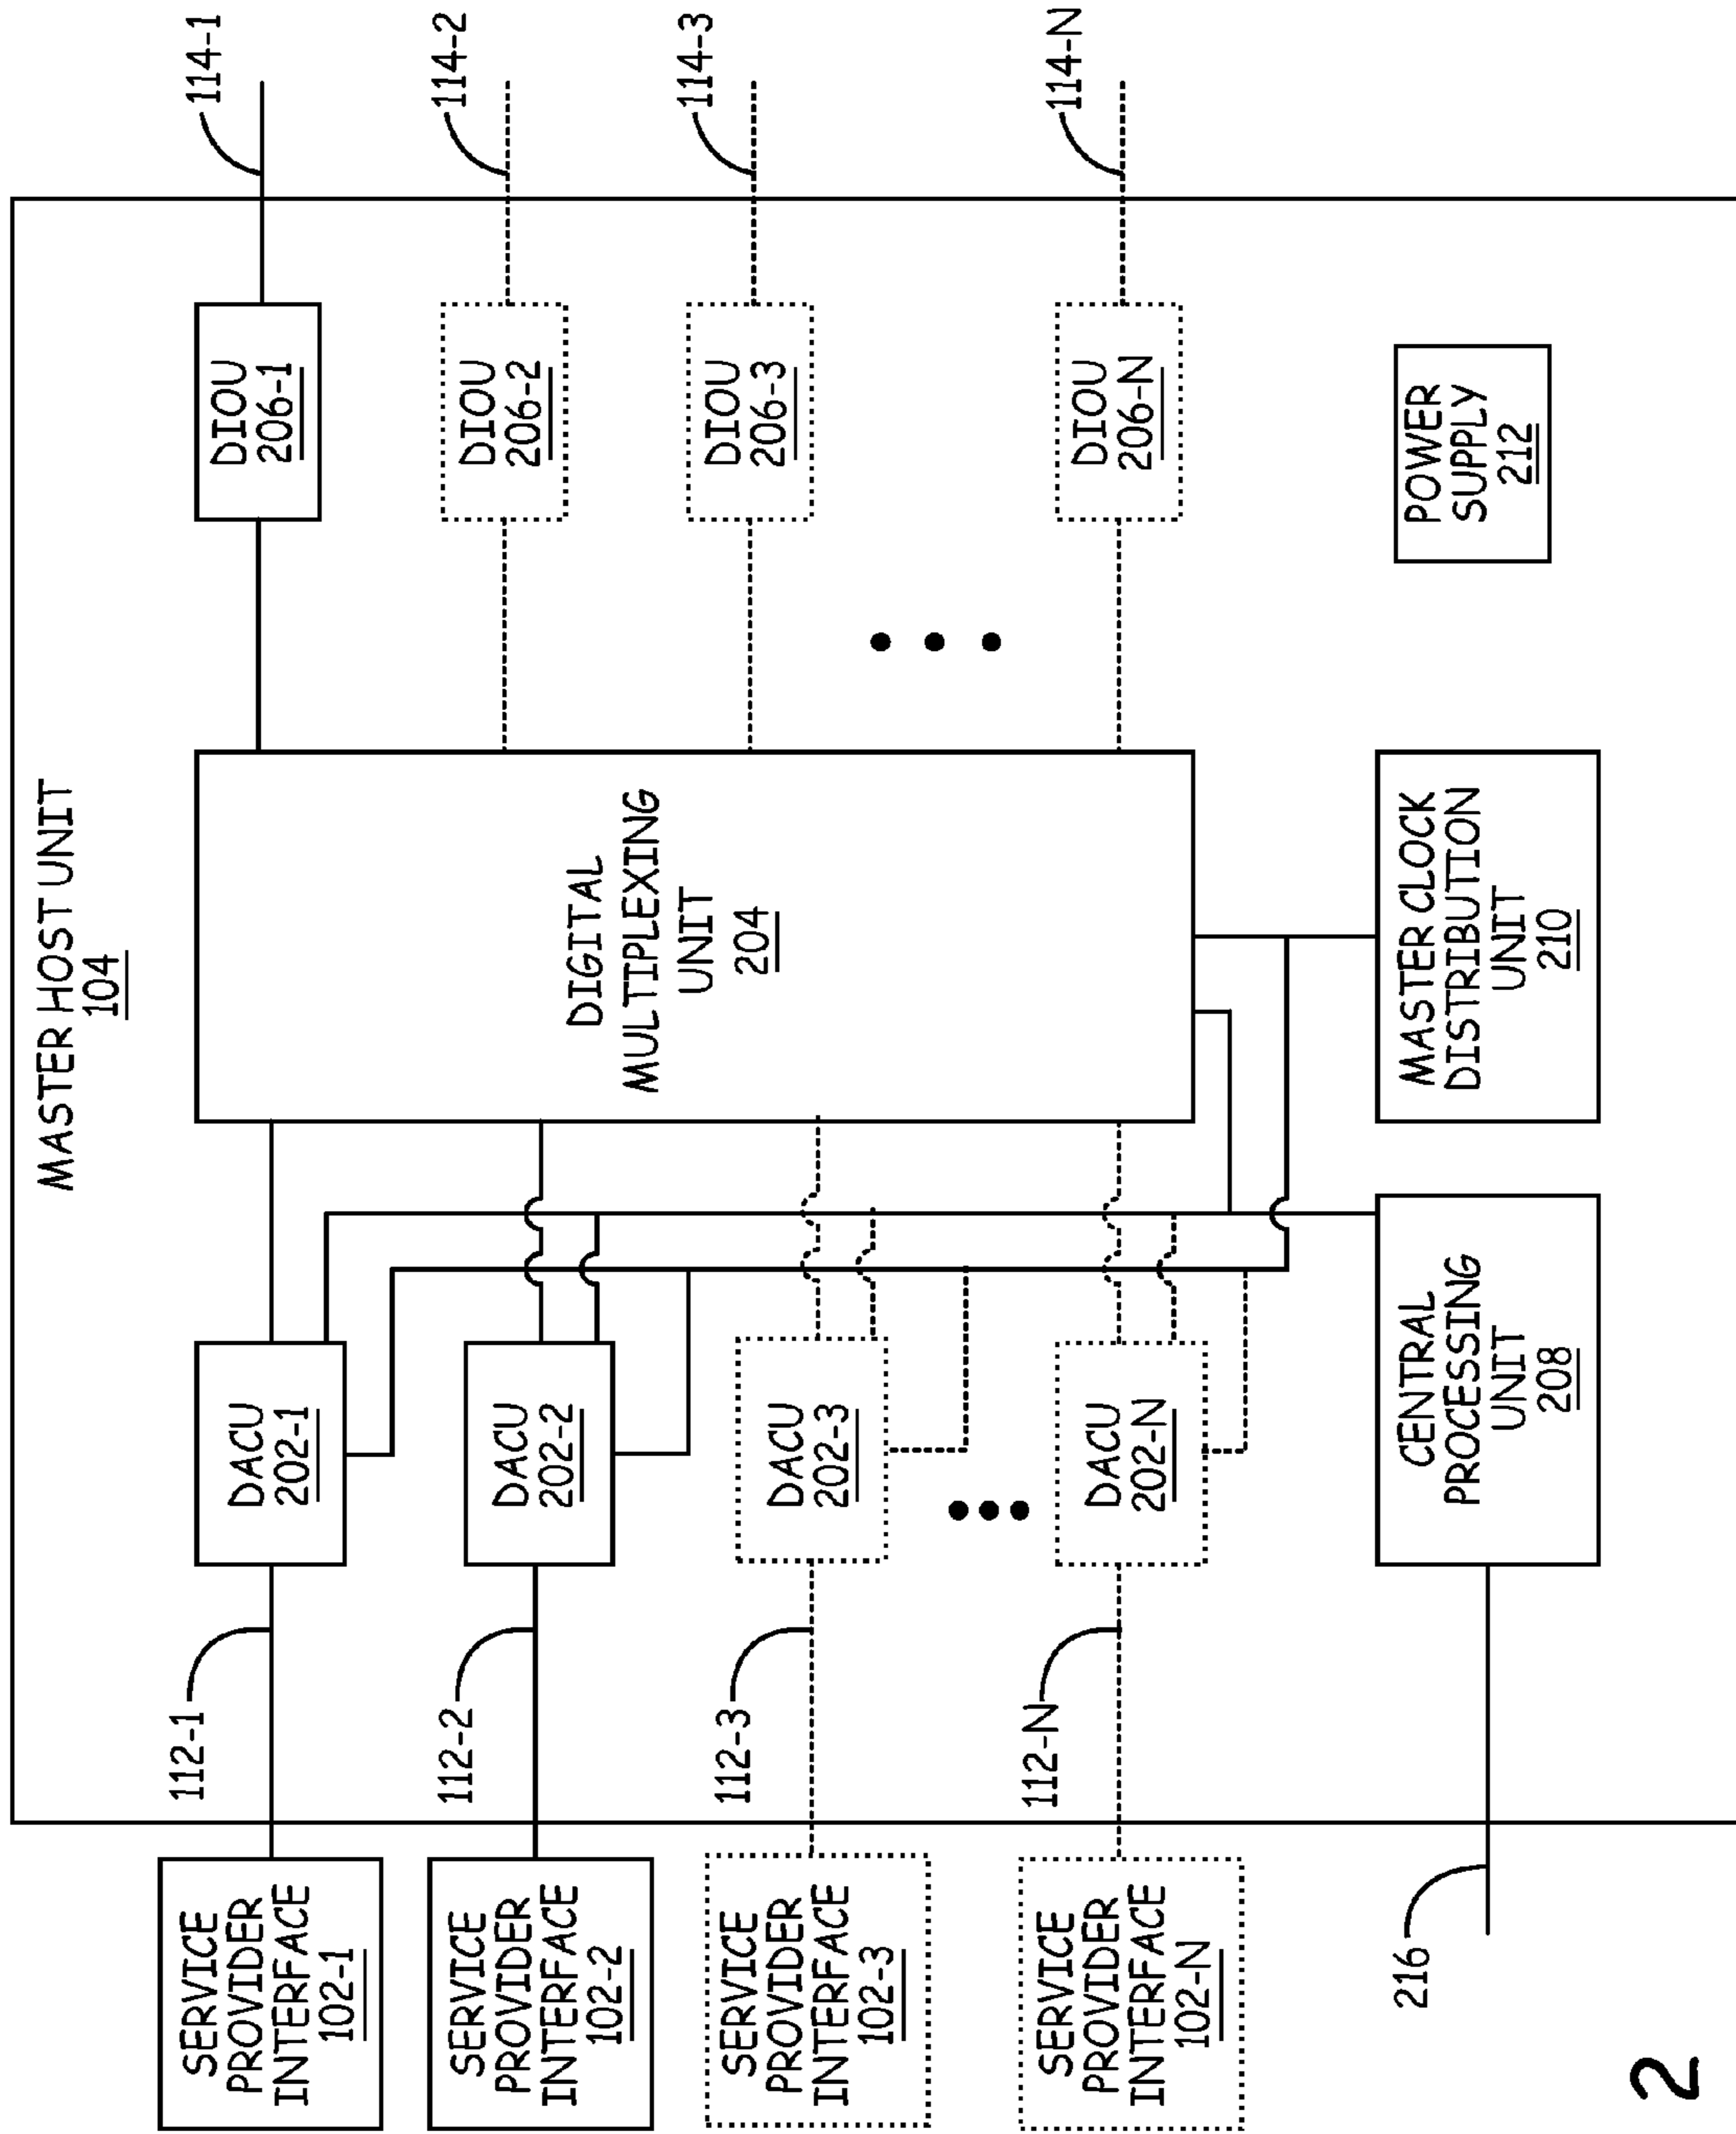 MASTER HOST UNIT
104
SERVICE
PROVIDER
INTERFACE
102-1
112-1
DACU
202-1
DIOU
206-1
114-1
SERVICE
PROVIDER
INTERFACE
102-2
112-2
DACU
202-2
DIGITAL
MULTIPLEXING
UNIT
204
DIOU
206-2
114-2
SERVICE
PROVIDER
INTERFACE
102-3
112-3
DACU
202-3
DIOU
206-3
114-3
SERVICE
PROVIDER
INTERFACE
102-N
112-N
DACU
202-N
DIOU
206-N
114-N
216
CENTRAL
PROCESSING
UNIT
208
MASTER CLOCK
DISTRIBUTION
UNIT
210
POWER
SUPPLY
212
2